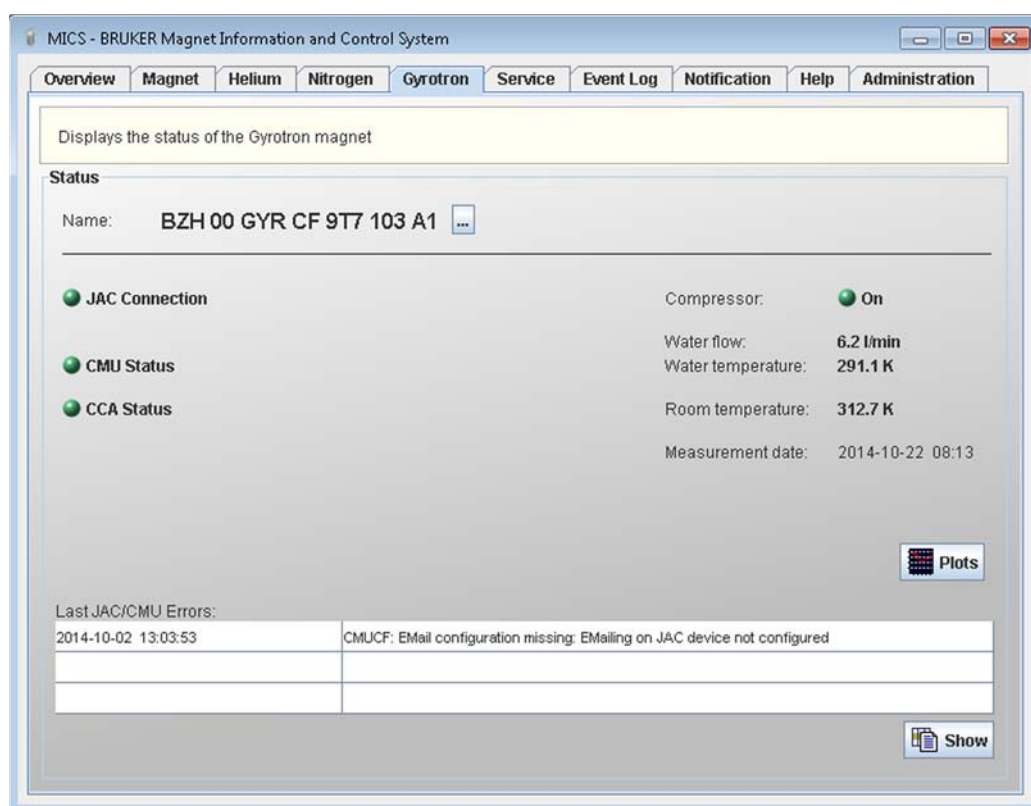 MICS - BRUKER Magnet Information and Control System
Overview Magnet Helium Nitrogen Gyrotron Service Event Log Notification Help Administration
Displays the status of the Gyrotron magnet
Status
Name: BZH 00 GYR CF 9T7 103 A1 ...
JAC Connection Compressor: On
Water flow: 6.2 l/min
CMU Status Water temperature: 291.1 K
CCA Status Room temperature: 312.7 K
Measurement date: 2014-10-22 08:13
Plots
Last JAC/CMU Errors:
2014-10-02 13:03:53 CMUCF: EMail configuration missing: EMailing on JAC device not configured
Show